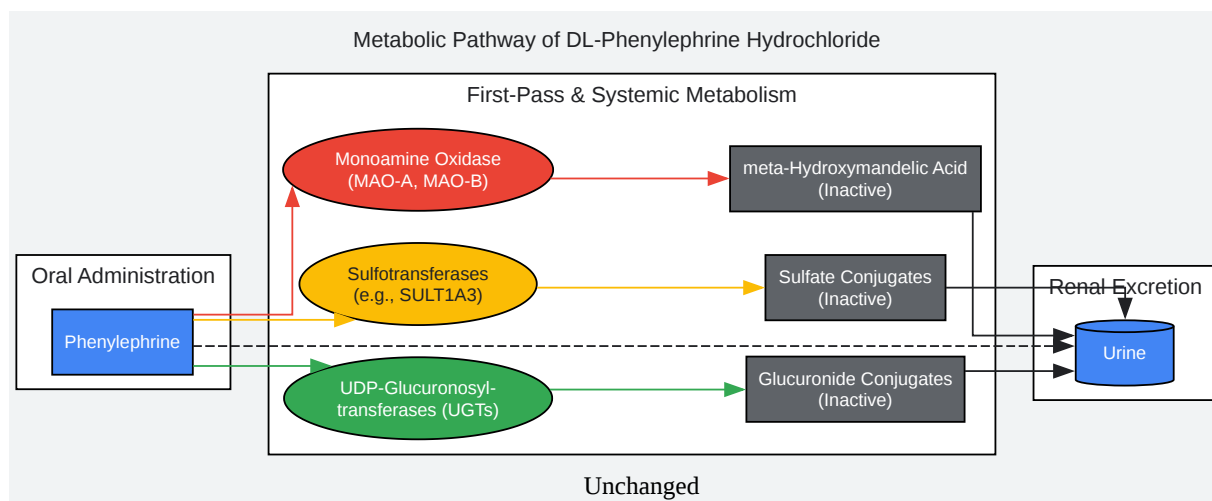 Metabolic Pathway of DL-Phenylephrine Hydrochloride
First-Pass & Systemic Metabolism
Monoamine Oxidase
(MAO-A, MAO-B)
meta-Hydroxymandelic Acid
(Inactive)
Oral Administration
Phenylephrine
Sulfotransferases
(e.g., SULT1A3)
Sulfate Conjugates
(Inactive)
Renal Excretion
Urine
UDP-Glucuronosyl-
transferases (UGTs)
Glucuronide Conjugates
(Inactive)
Unchanged